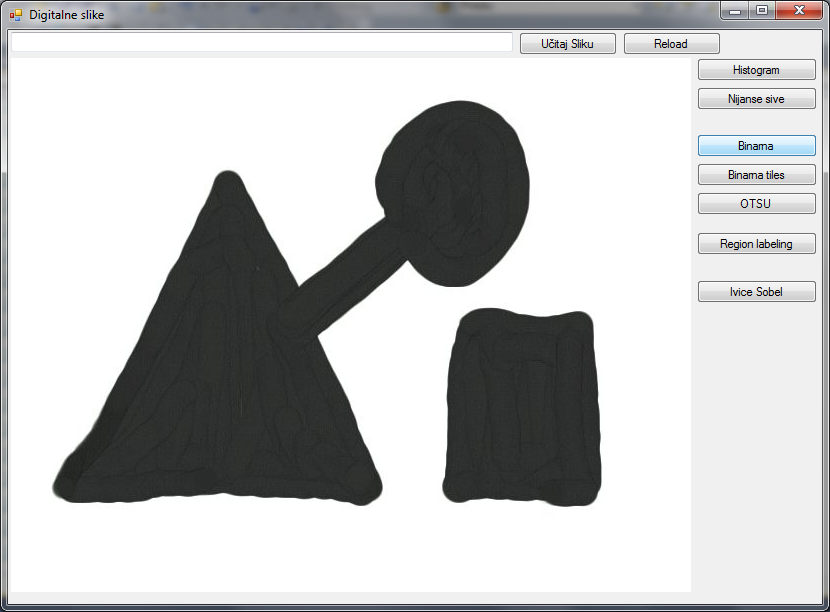 Digitalne slike
Učitaj Sliku
Reload
Histogram
Nijanse sive
Binarna
Binarna tiles
OTSU
Region labeling
Ivice Sobel